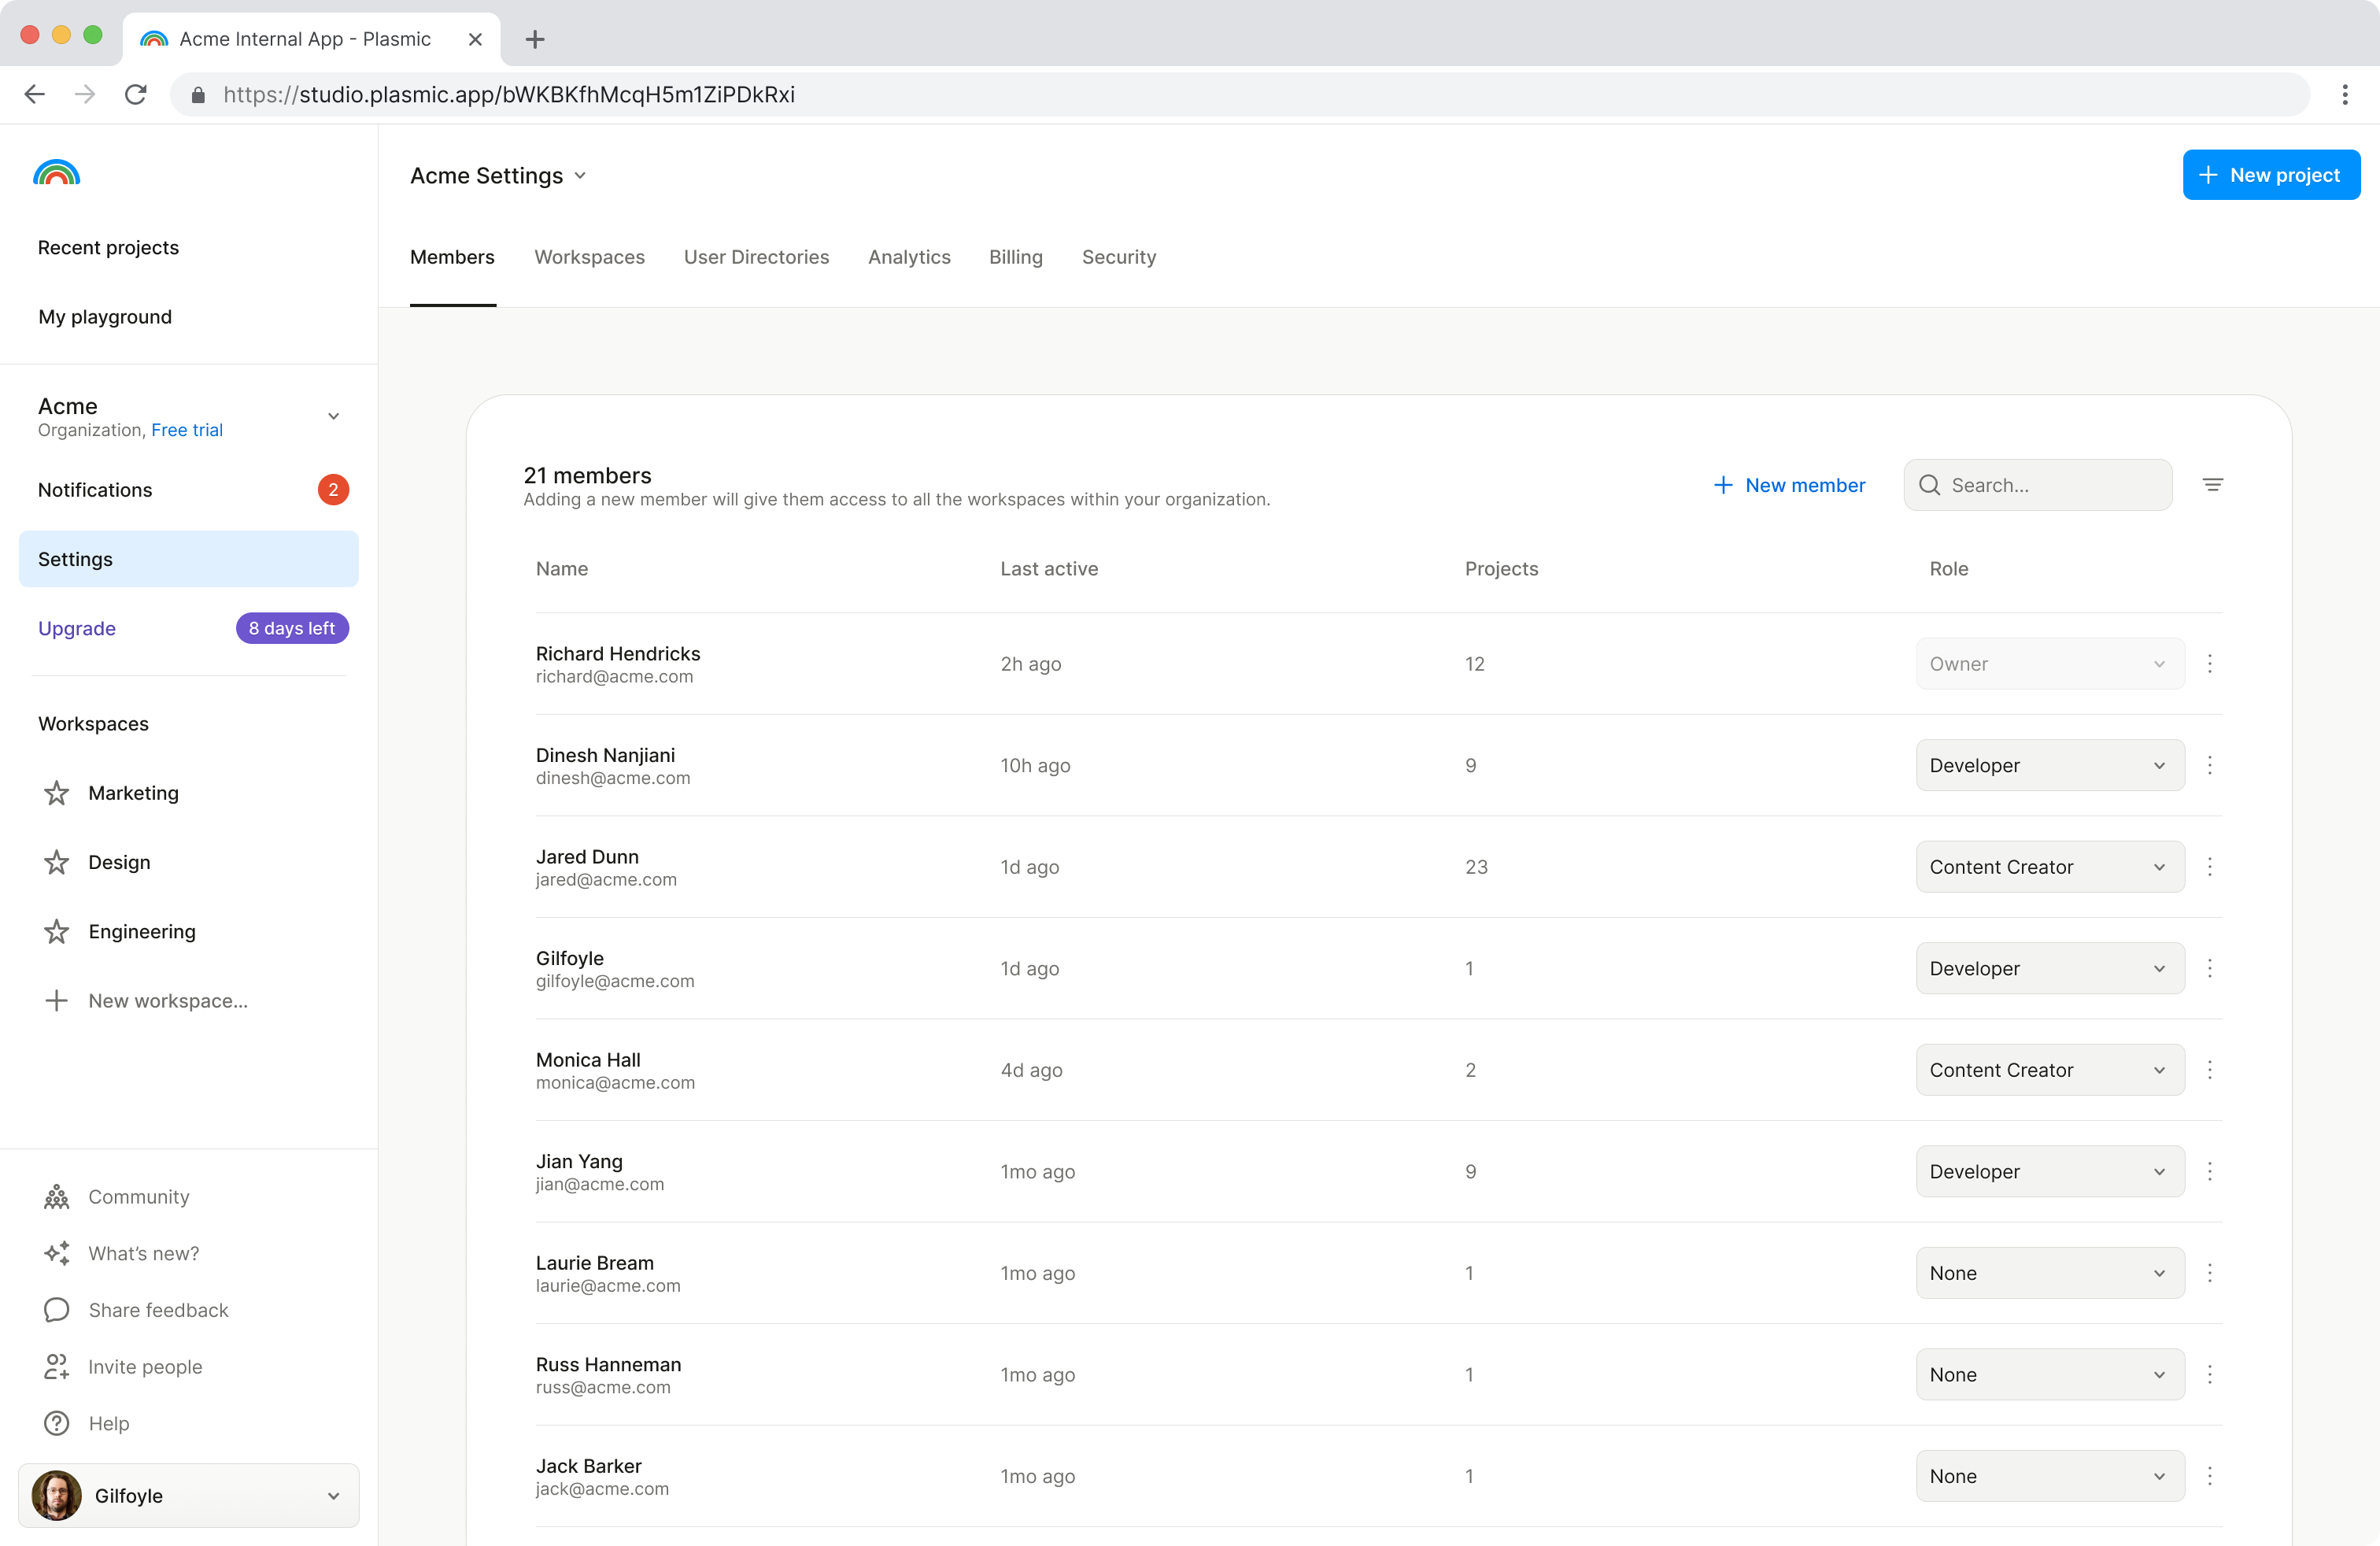 Acme Internal App - Plasmic
https://studio.plasmic.app/bWKBKfhMcqH5m1ZiPDkRxi
Recent projects
My playground
Acme
Organization, Free trial
Notifications
2
Settings
Upgrade
8 days left
Workspaces
Marketing
Design
Engineering
New workspace...
Community
What's new?
Share feedback
Invite people
Help
Gilfoyle
Acme Settings
New project
Members
Workspaces
User Directories
Analytics
Billing
Security
21 members
Adding a new member will give them access to all the workspaces within your organization.
New member
Search...
Name
Last active
Projects
Role
Richard Hendricks
richard@acme.com
2h ago
12
Owner
Dinesh Nanjiani
dinesh@acme.com
10h ago
9
Developer
Jared Dunn
jared@acme.com
1d ago
23
Content Creator
Gilfoyle
gilfoyle@acme.com
1d ago
1
Developer
Monica Hall
monica@acme.com
4d ago
2
Content Creator
Jian Yang
jian@acme.com
1mo ago
9
Developer
Laurie Bream
laurie@acme.com
1mo ago
1
None
Russ Hanneman
russ@acme.com
1mo ago
1
None
Jack Barker
jack@acme.com
1mo ago
1
None